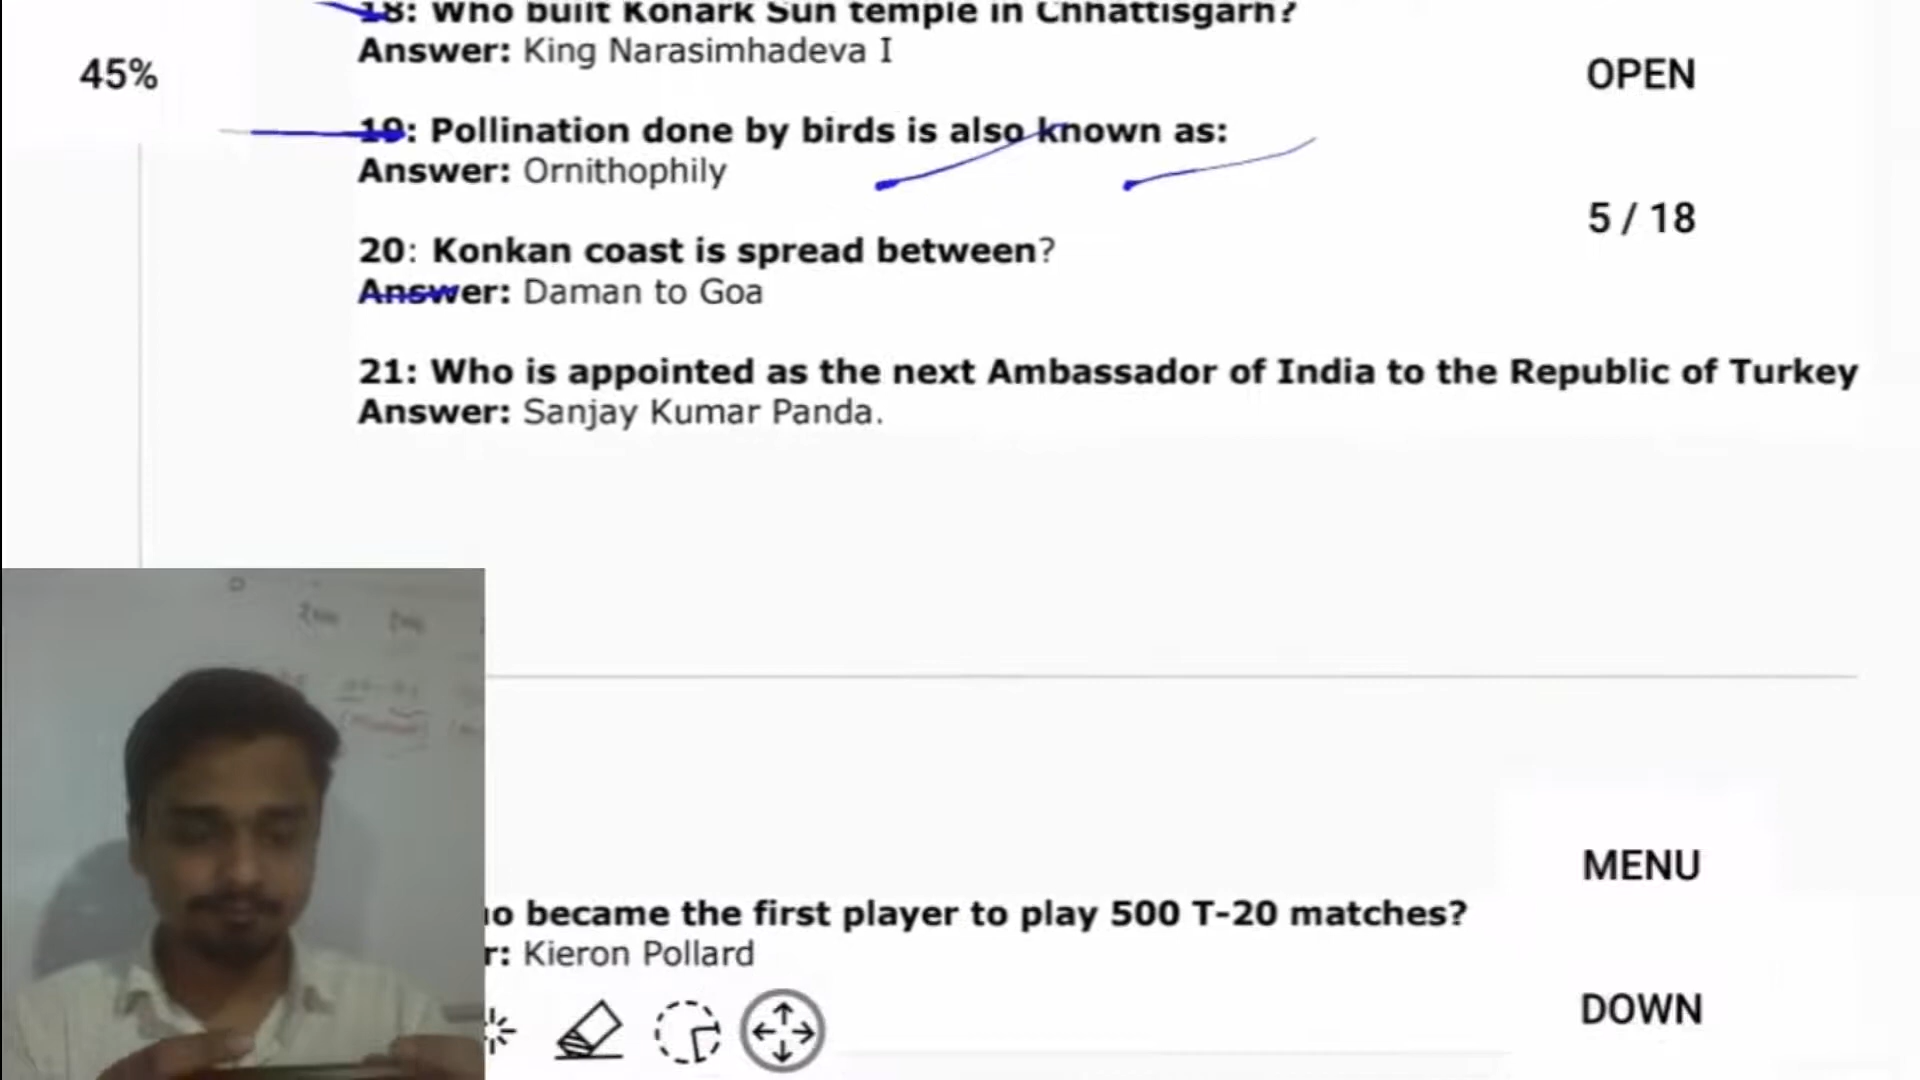 18: Who built Konark Sun temple in Chhattisgarh?
Answer: King Narasimhadeva I
45%
OPEN
19: Pollination done by birds is also known as:
Answer: Ornithophily
5 / 18
20: Konkan coast is spread between?
Answer: Daman to Goa
21: Who is appointed as the next Ambassador of India to the Republic of Turkey
Answer: Sanjay Kumar Panda.
MENU
became the first player to play 500 T-20 matches?
Kieron Pollard
DOWN